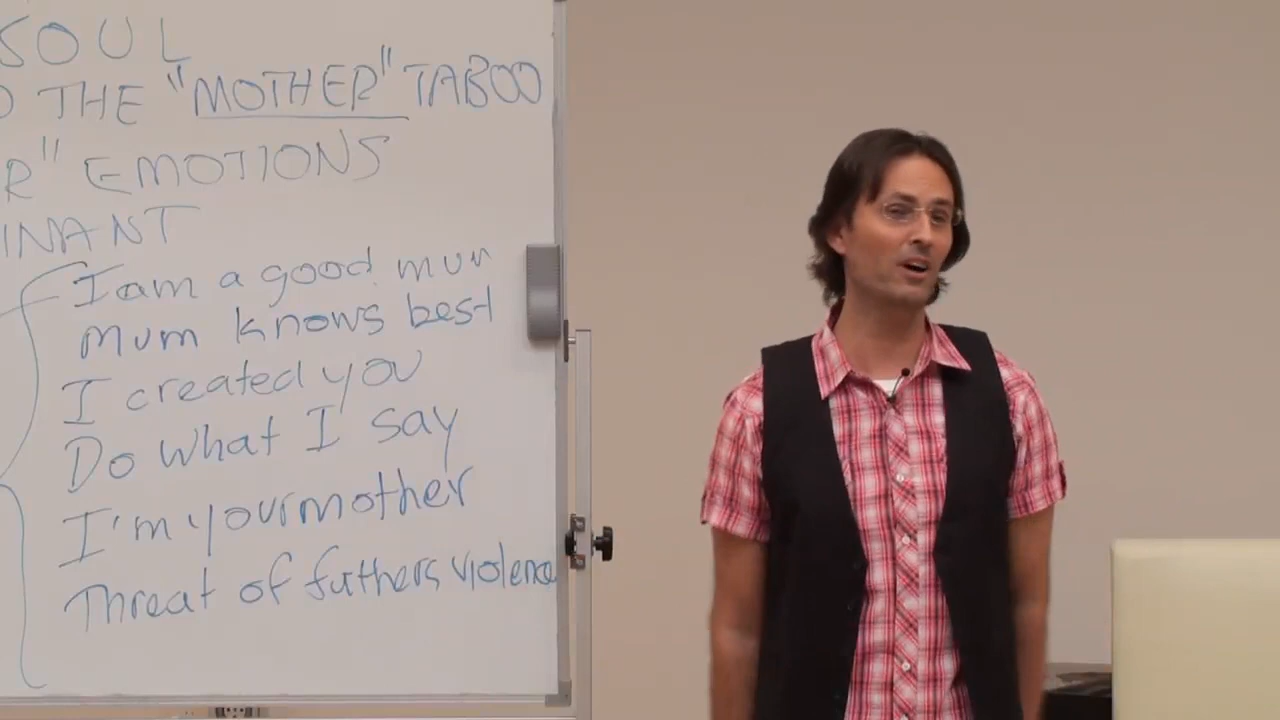 SOUL
THE "MOTHER" TABOO
R" EMOTIONS
INANT
I am a good mum
Mum knows best
I created you
Do what I say
I'm your mother
Threat of fathers violence